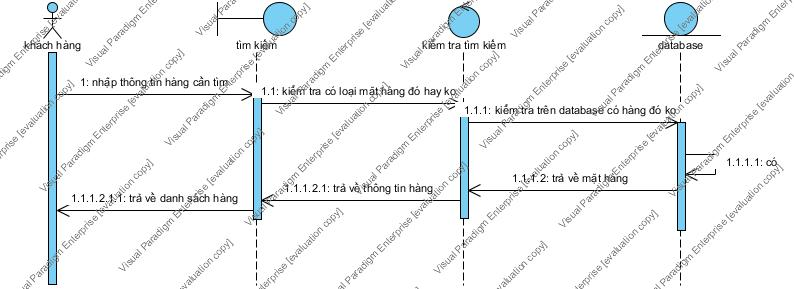 khách hàng
tìm kiếm
kiểm tra tìm kiếm
database
1: nhập thông tin hàng cần tìm
1.1: kiểm tra có loại mặt hàng đó hay ko
1.1.1: kiểm tra trên database có hàng đó ko
1.1.1.1: có
1.1.1.2: trả về mặt hàng
1.1.1.2.1: trả về thông tin hàng
1.1.1.2.1.1: trả về danh sách hàng
Visual Paradigm Enterprise [evaluation copy]